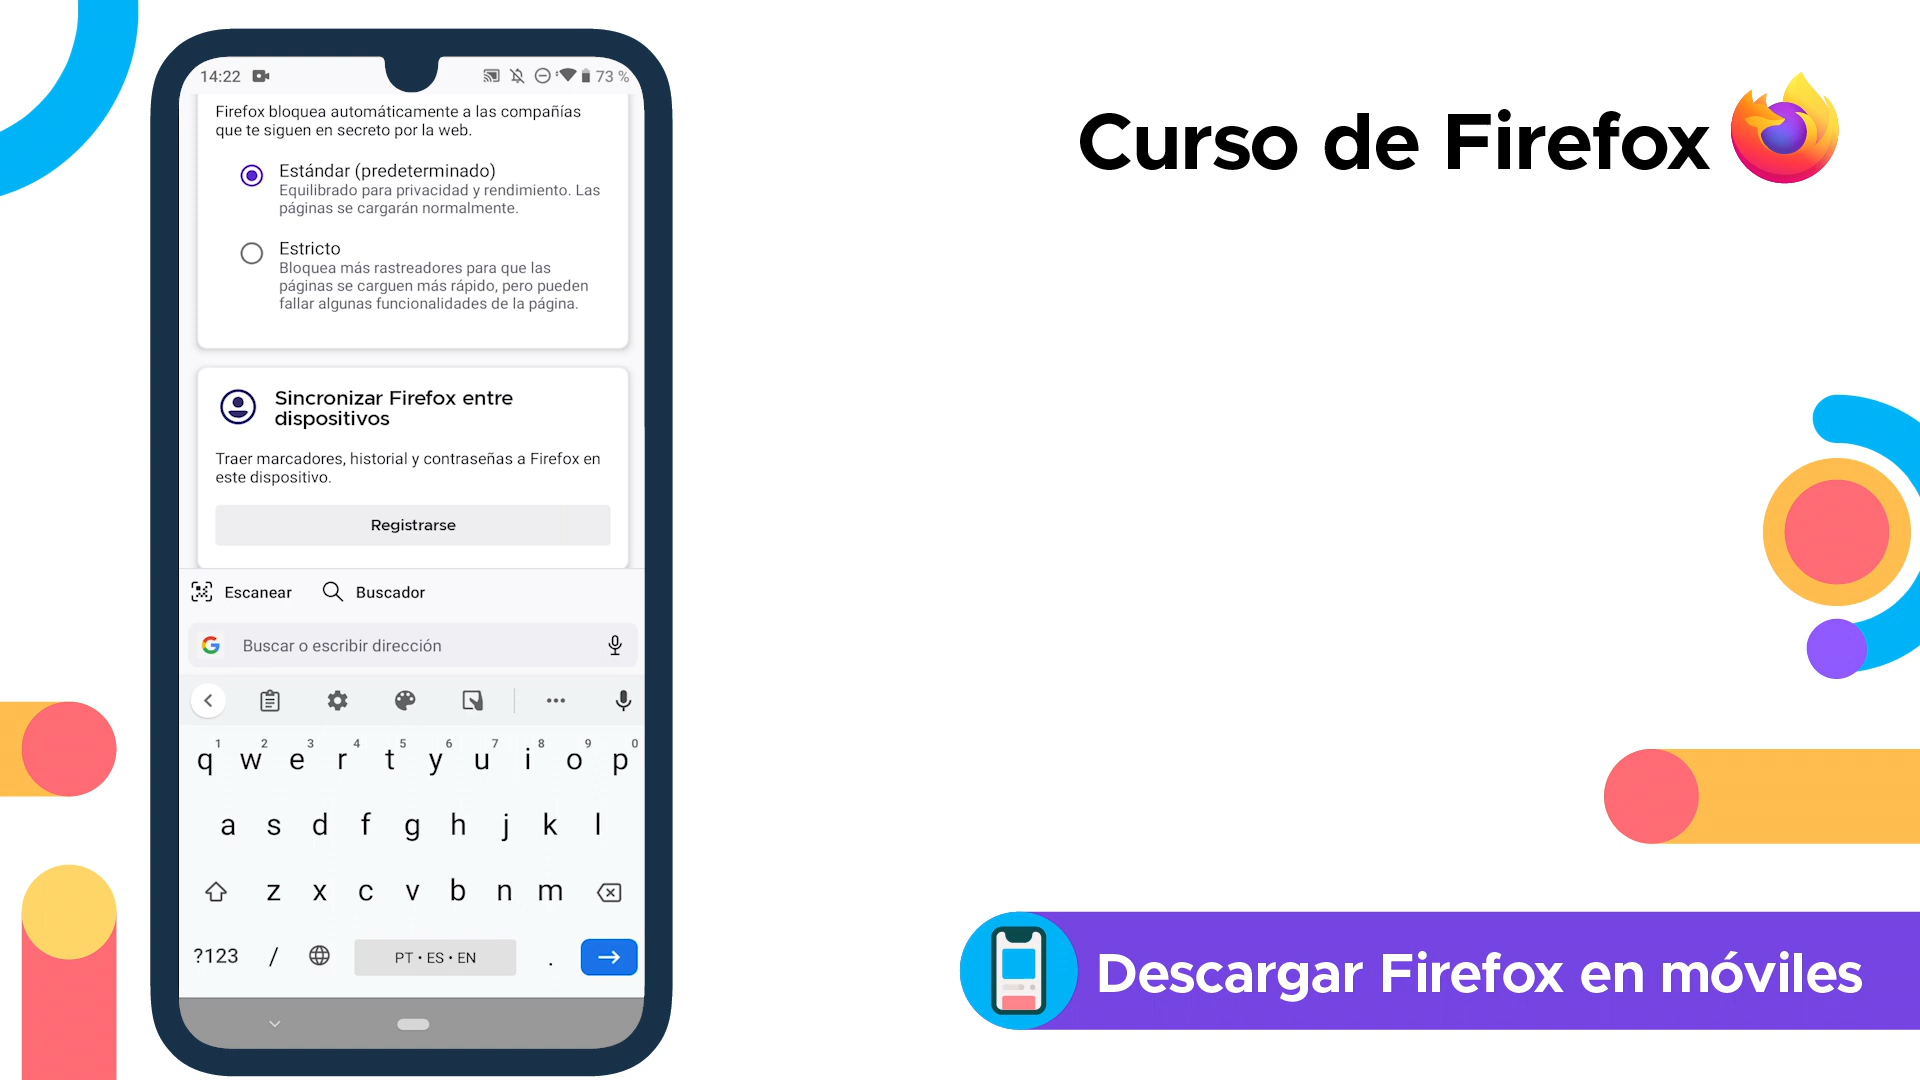 14:22
73 %
Firefox bloquea automáticamente a las compañías
que te siguen en secreto por la web.
Estándar (predeterminado)
Equilibrado para privacidad y rendimiento. Las
páginas se cargarán normalmente.
Estricto
Bloquea más rastreadores para que las
páginas se carguen más rápido, pero pueden
fallar algunas funcionalidades de la página.
Sincronizar Firefox entre
dispositivos
Traer marcadores, historial y contraseñas a Firefox en
este dispositivo.
Registrarse
Escanear Buscador
Buscar o escribir dirección
1 2 3 4 5 6 7 8 9 0
q w e r t y u i o p
a s d f g h j k l
z x c v b n m
?123 / PT • ES • EN .
Curso de Firefox
Descargar Firefox en móviles